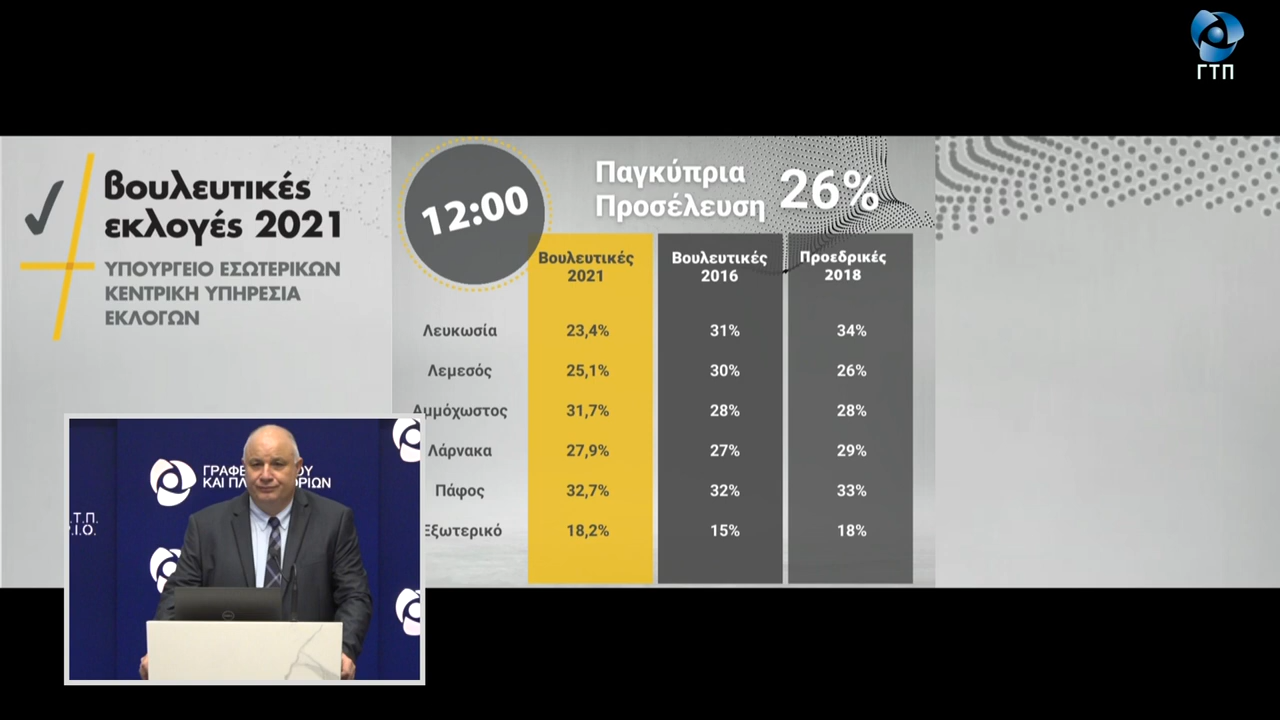 ΓΤΠ
βουλευτικές
εκλογές 2021
ΥΠΟΥΡΓΕΙΟ ΕΣΩΤΕΡΙΚΩΝ
ΚΕΝΤΡΙΚΗ ΥΠΗΡΕΣΙΑ
ΕΚΛΟΓΩΝ
12:00
Παγκύπρια
Προσέλευση
26%
Βουλευτικές
2021
Βουλευτικές
2016
Προεδρικές
2018
Λευκωσία 23,4% 31% 34%
Λεμεσός 25,1% 30% 26%
Αμμόχωστος 31,7% 28% 28%
Λάρνακα 27,9% 27% 29%
Πάφος 32,7% 32% 33%
Εξωτερικό 18,2% 15% 18%
.Τ.Π.
.Ι.Ο.
DELL